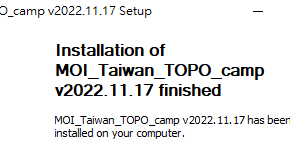 O_camp v2022.11.17 Setup
Installation of
MOI_Taiwan_TOPO_camp
v2022.11.17 finished
MOI_Taiwan_TOPO_camp v2022.11.17 has been
installed on your computer.